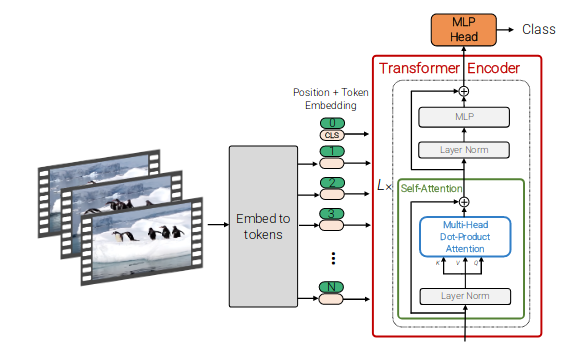 MLP
Head
Class
Transformer Encoder
Position + Token
Embedding
0
CLS
1
2
3
N
Embed to
tokens
L×
MLP
Layer Norm
Self-Attention
Multi-Head
Dot-Product
Attention
K V Q
Layer Norm